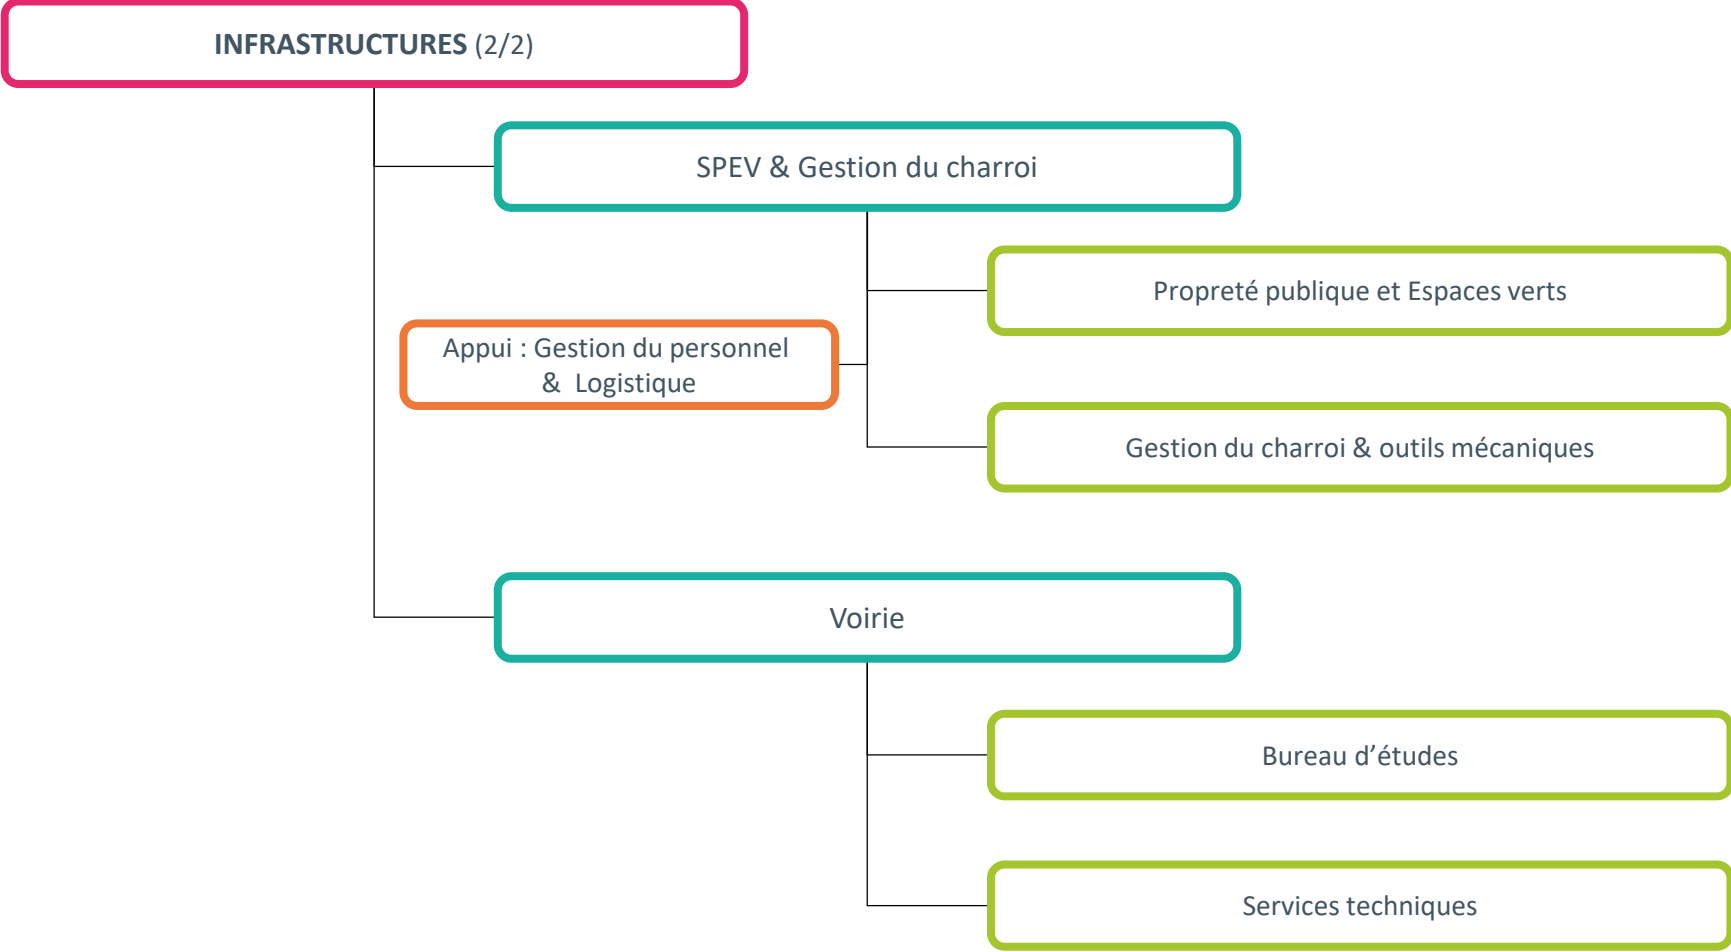 INFRASTRUCTURES (2/2)
SPEV & Gestion du charroi
Propreté publique et Espaces verts
Appui : Gestion du personnel
& Logistique
Gestion du charroi & outils mécaniques
Voirie
Bureau d’études
Services techniques